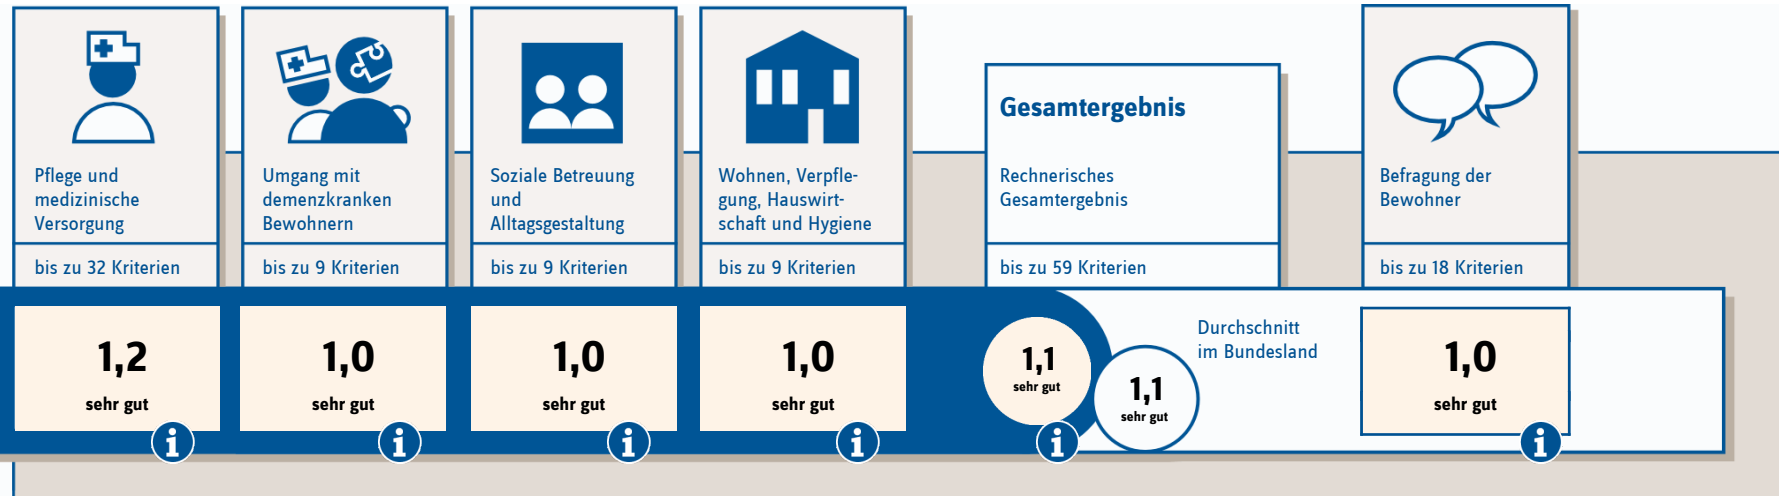 Pflege und
medizinische
Versorgung
bis zu 32 Kriterien
1,2
sehr gut
i
Umgang mit
demenzkranken
Bewohnern
bis zu 9 Kriterien
1,0
sehr gut
i
Soziale Betreuung
und
Alltagsgestaltung
bis zu 9 Kriterien
1,0
sehr gut
i
Wohnen, Verpfle-
gung, Hauswirt-
schaft und Hygiene
bis zu 9 Kriterien
1,0
sehr gut
i
Gesamtergebnis
Rechnerisches
Gesamtergebnis
bis zu 59 Kriterien
1,1
sehr gut
i
1,1
sehr gut
Durchschnitt
im Bundesland
Befragung der
Bewohner
bis zu 18 Kriterien
1,0
sehr gut
i